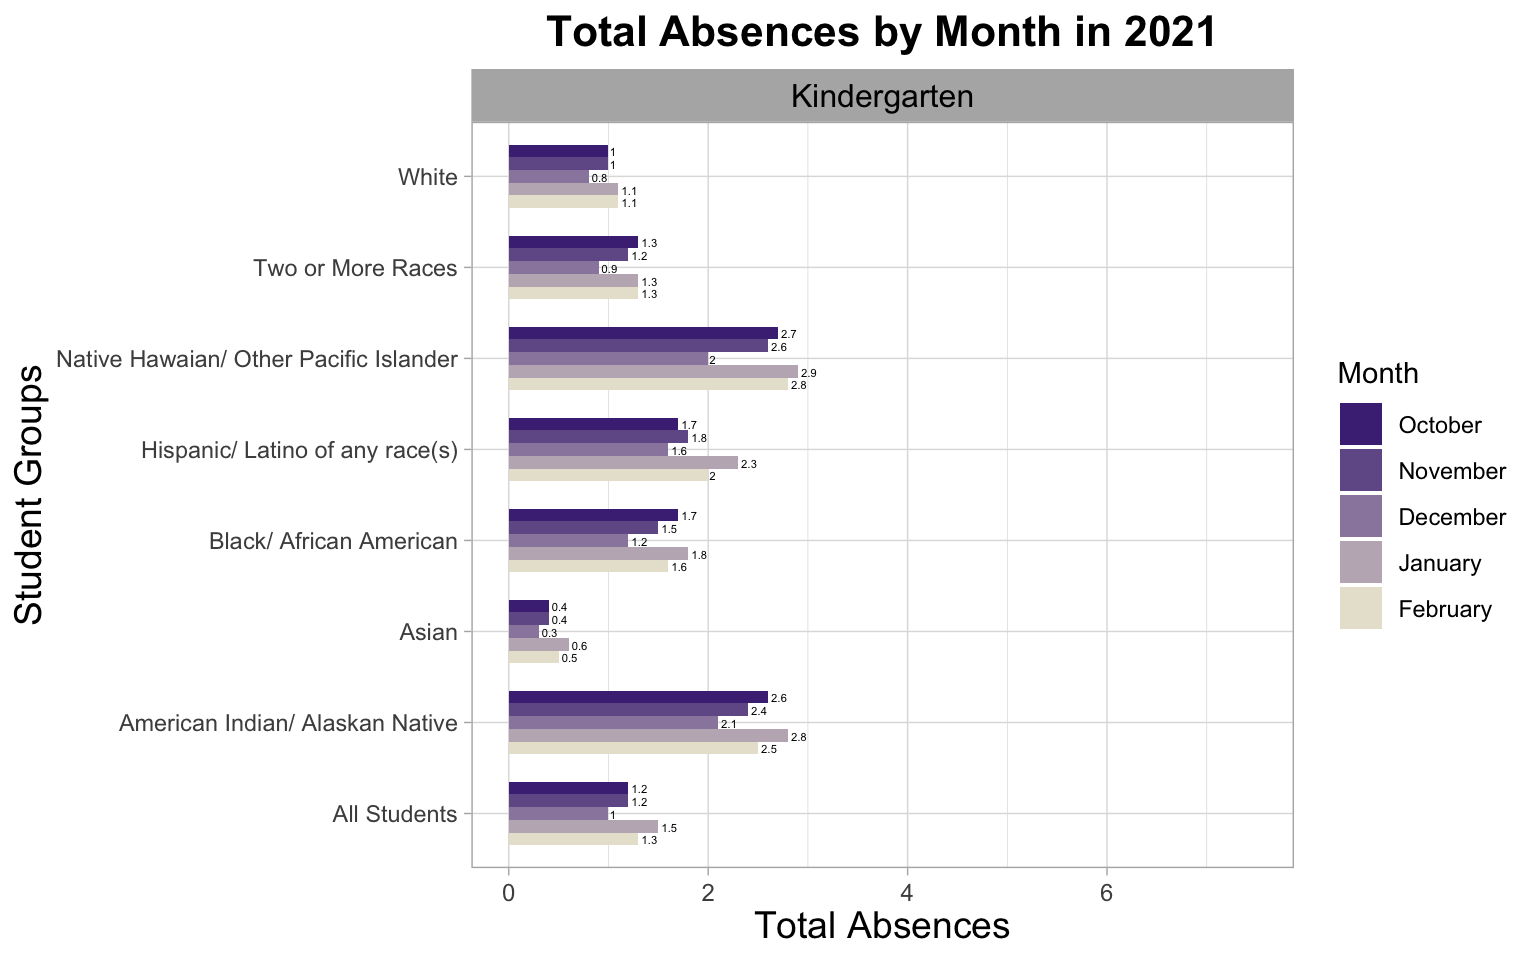 Total Absences by Month in 2021
Kindergarten
Student Groups
White
1
1
0.8
1.1
1.1
Two or More Races
1.3
1.2
0.9
1.3
1.3
Native Hawaian/ Other Pacific Islander
2.7
2.6
2
2.9
2.8
Hispanic/ Latino of any race(s)
1.7
1.8
1.6
2.3
2
Black/ African American
1.7
1.5
1.2
1.8
1.6
Asian
0.4
0.4
0.3
0.6
0.5
American Indian/ Alaskan Native
2.6
2.4
2.1
2.8
2.5
All Students
1.2
1.2
1
1.5
1.3
0 2 4 6
Total Absences
Month
October
November
December
January
February